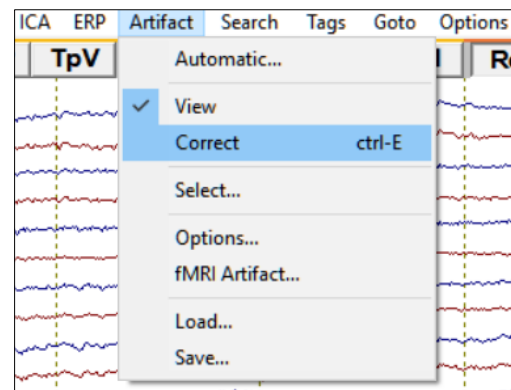 ICA ERP Artifact Search Tags Goto Options
TpV
Automatic...
View
Correct ctrl-E
Select...
Options...
fMRI Artifact...
Load...
Save...